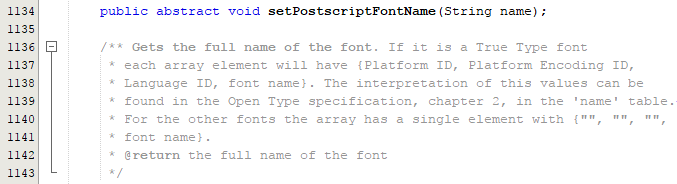 1134 public abstract void setPostscriptFontName(String name);
1135
1136 /** Gets the full name of the font. If it is a True Type font
1137 * each array element will have {Platform ID, Platform Encoding ID,
1138 * Language ID, font name}. The interpretation of this values can be
1139 * found in the Open Type specification, chapter 2, in the 'name' table.
1140 * For the other fonts the array has a single element with {"", "", "",
1141 * font name}.
1142 * @return the full name of the font
1143 */